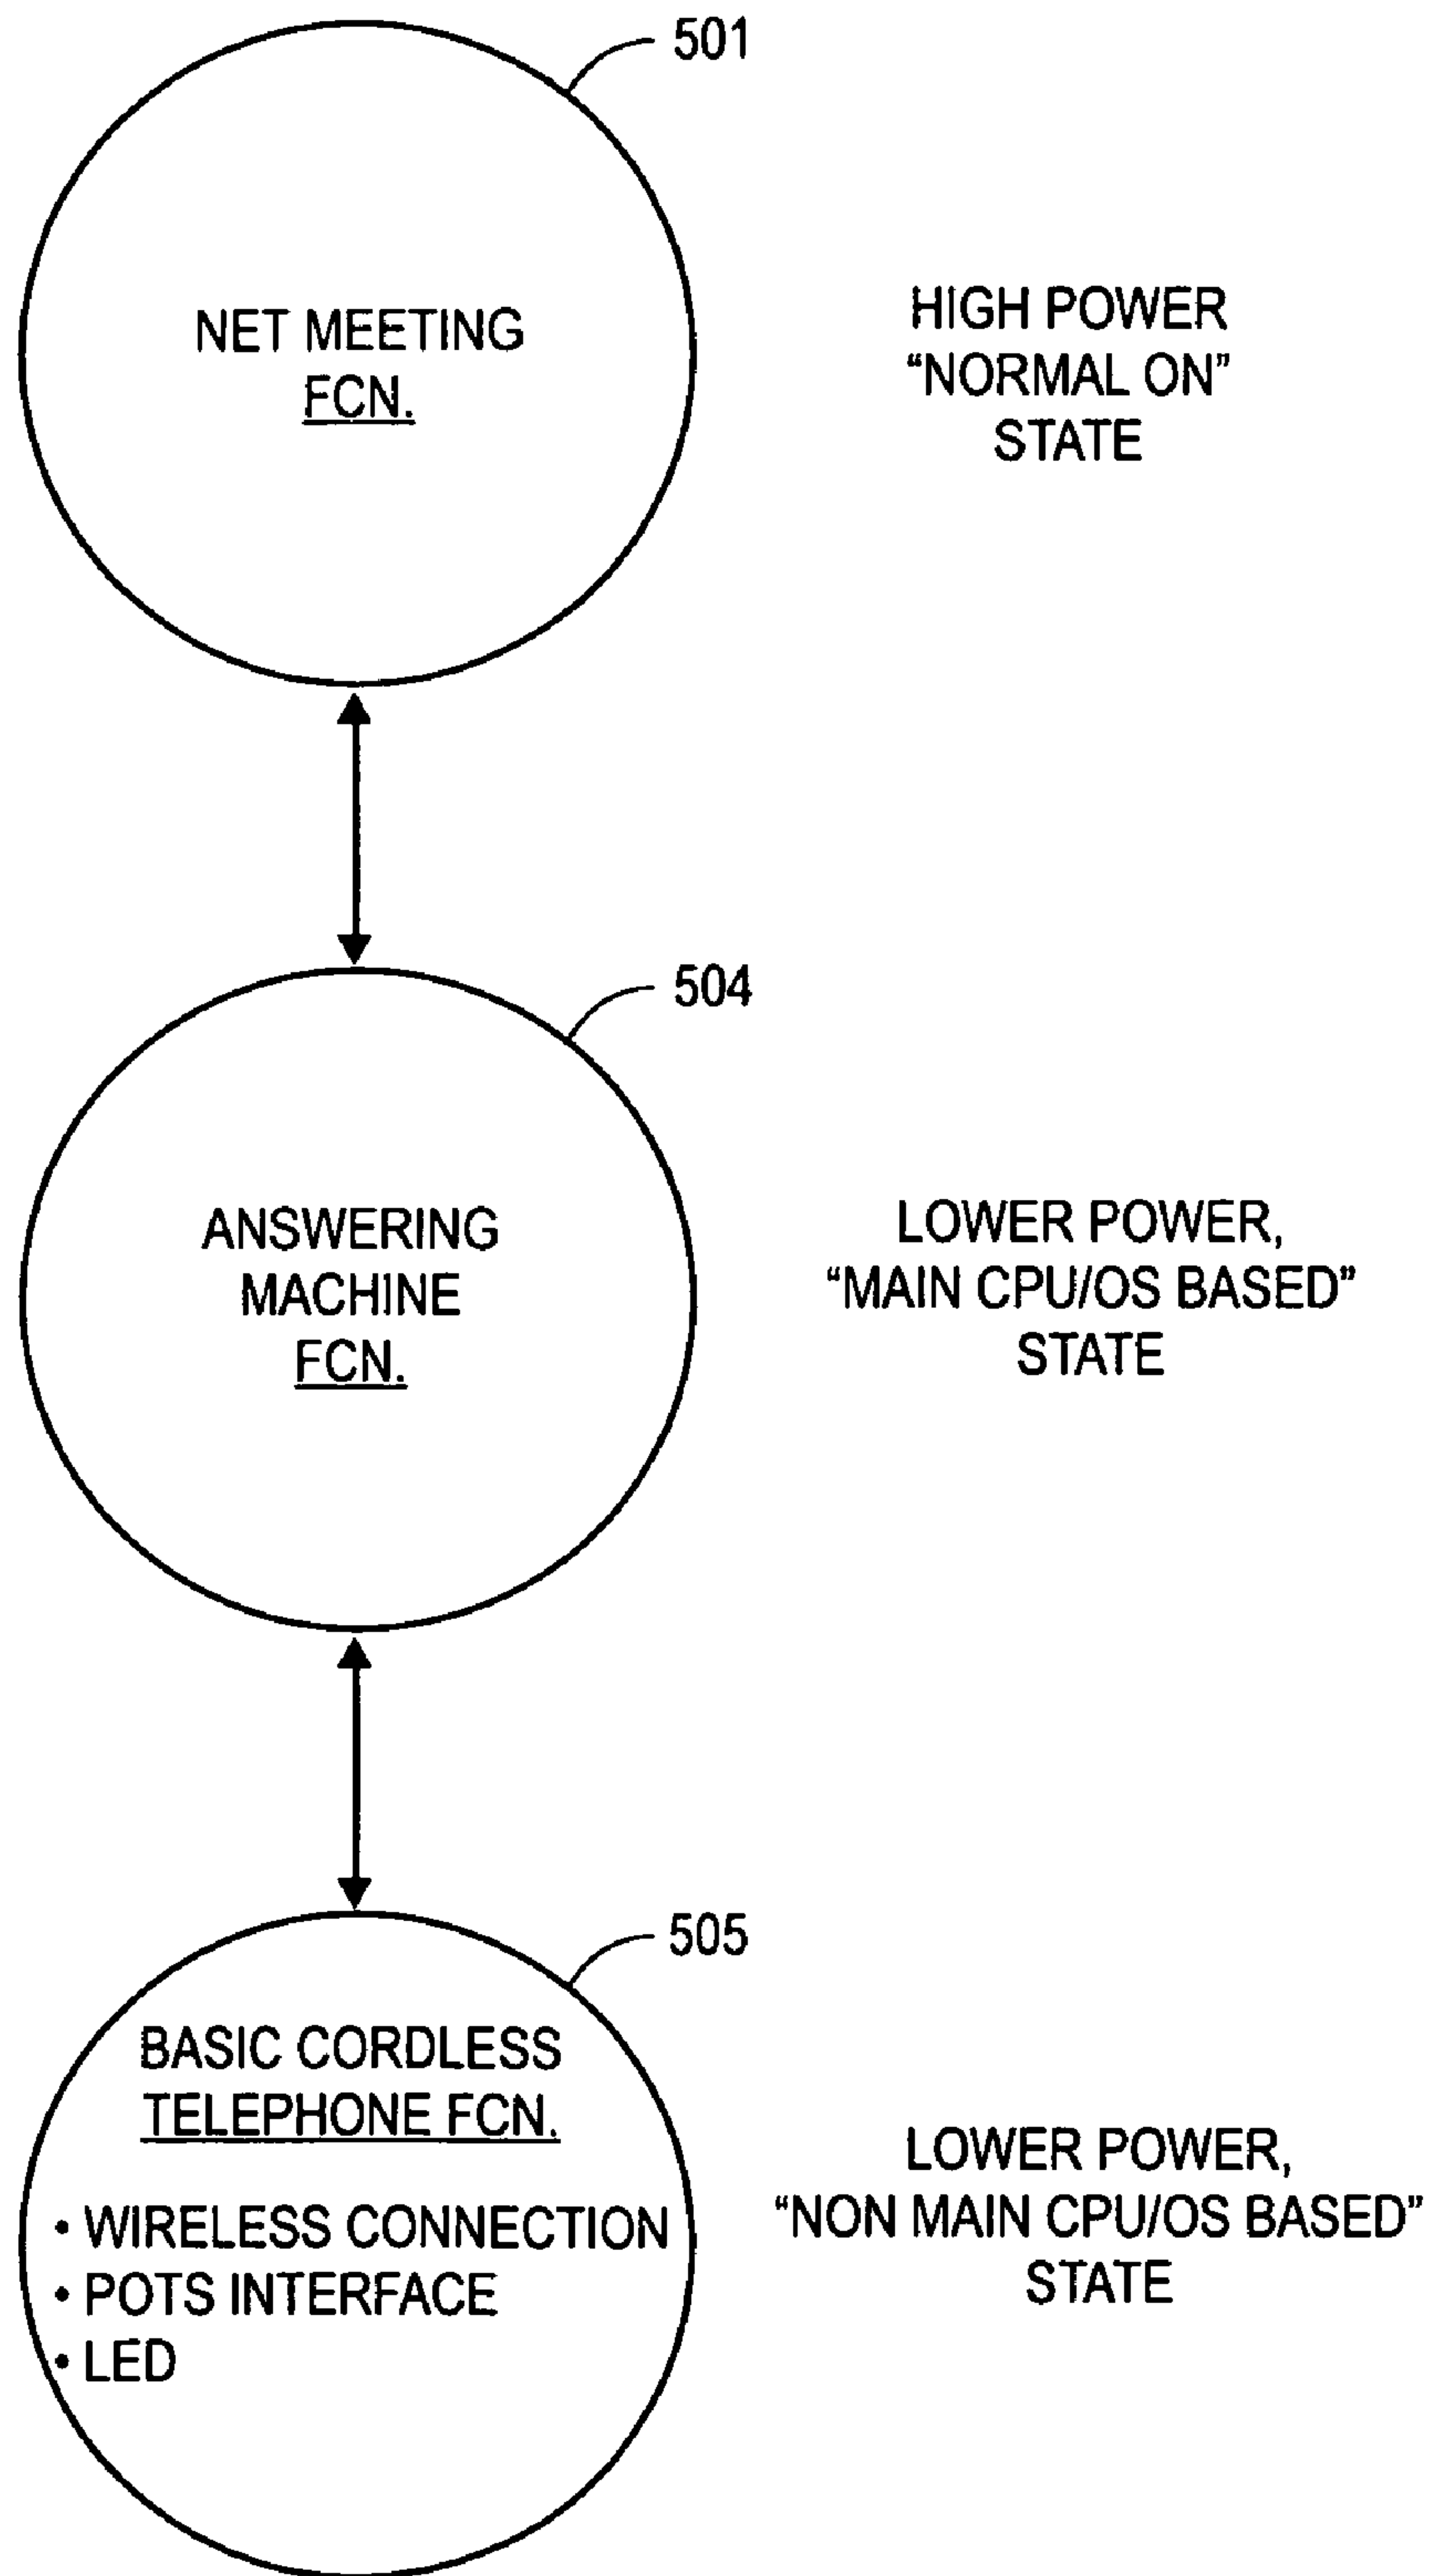 501
NET MEETING
FCN.
HIGH POWER
“NORMAL ON”
STATE
504
ANSWERING
MACHINE
FCN.
LOWER POWER,
“MAIN CPU/OS BASED”
STATE
505
BASIC CORDLESS
TELEPHONE FCN.
• WIRELESS CONNECTION
• POTS INTERFACE
• LED
LOWER POWER,
“NON MAIN CPU/OS BASED”
STATE